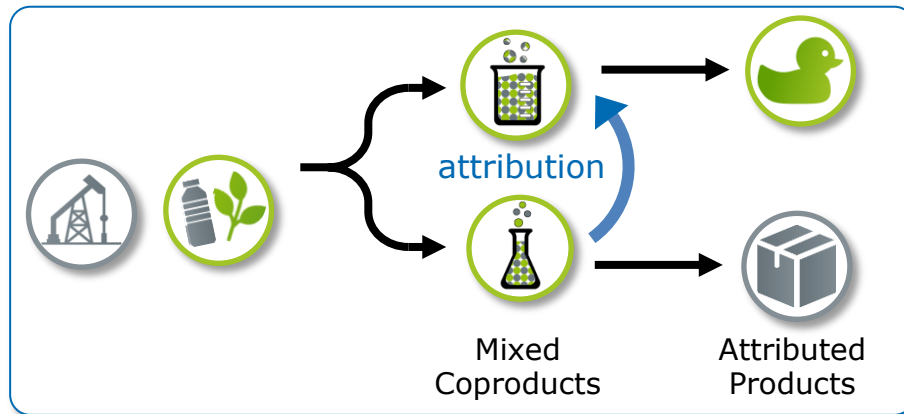 attribution
Mixed
Coproducts
Attributed
Products